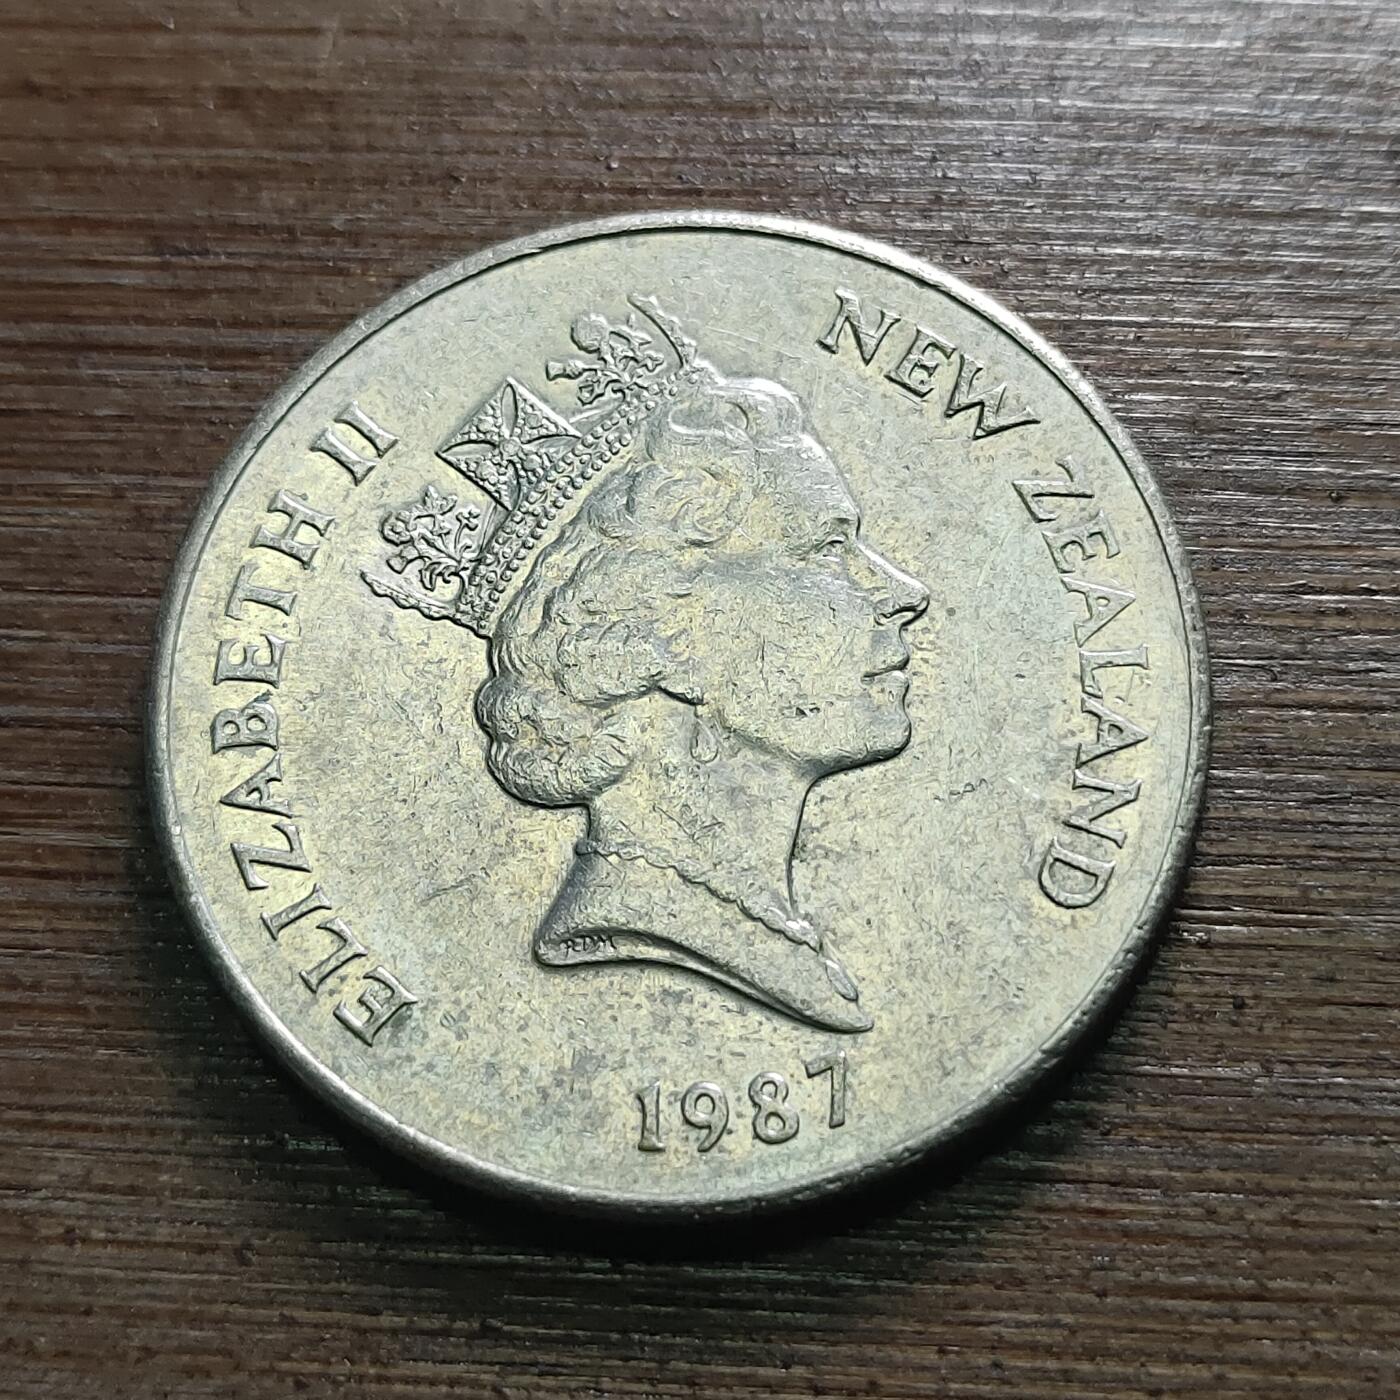 ELIZABETH II
NEW ZEALAND
RDM
1987